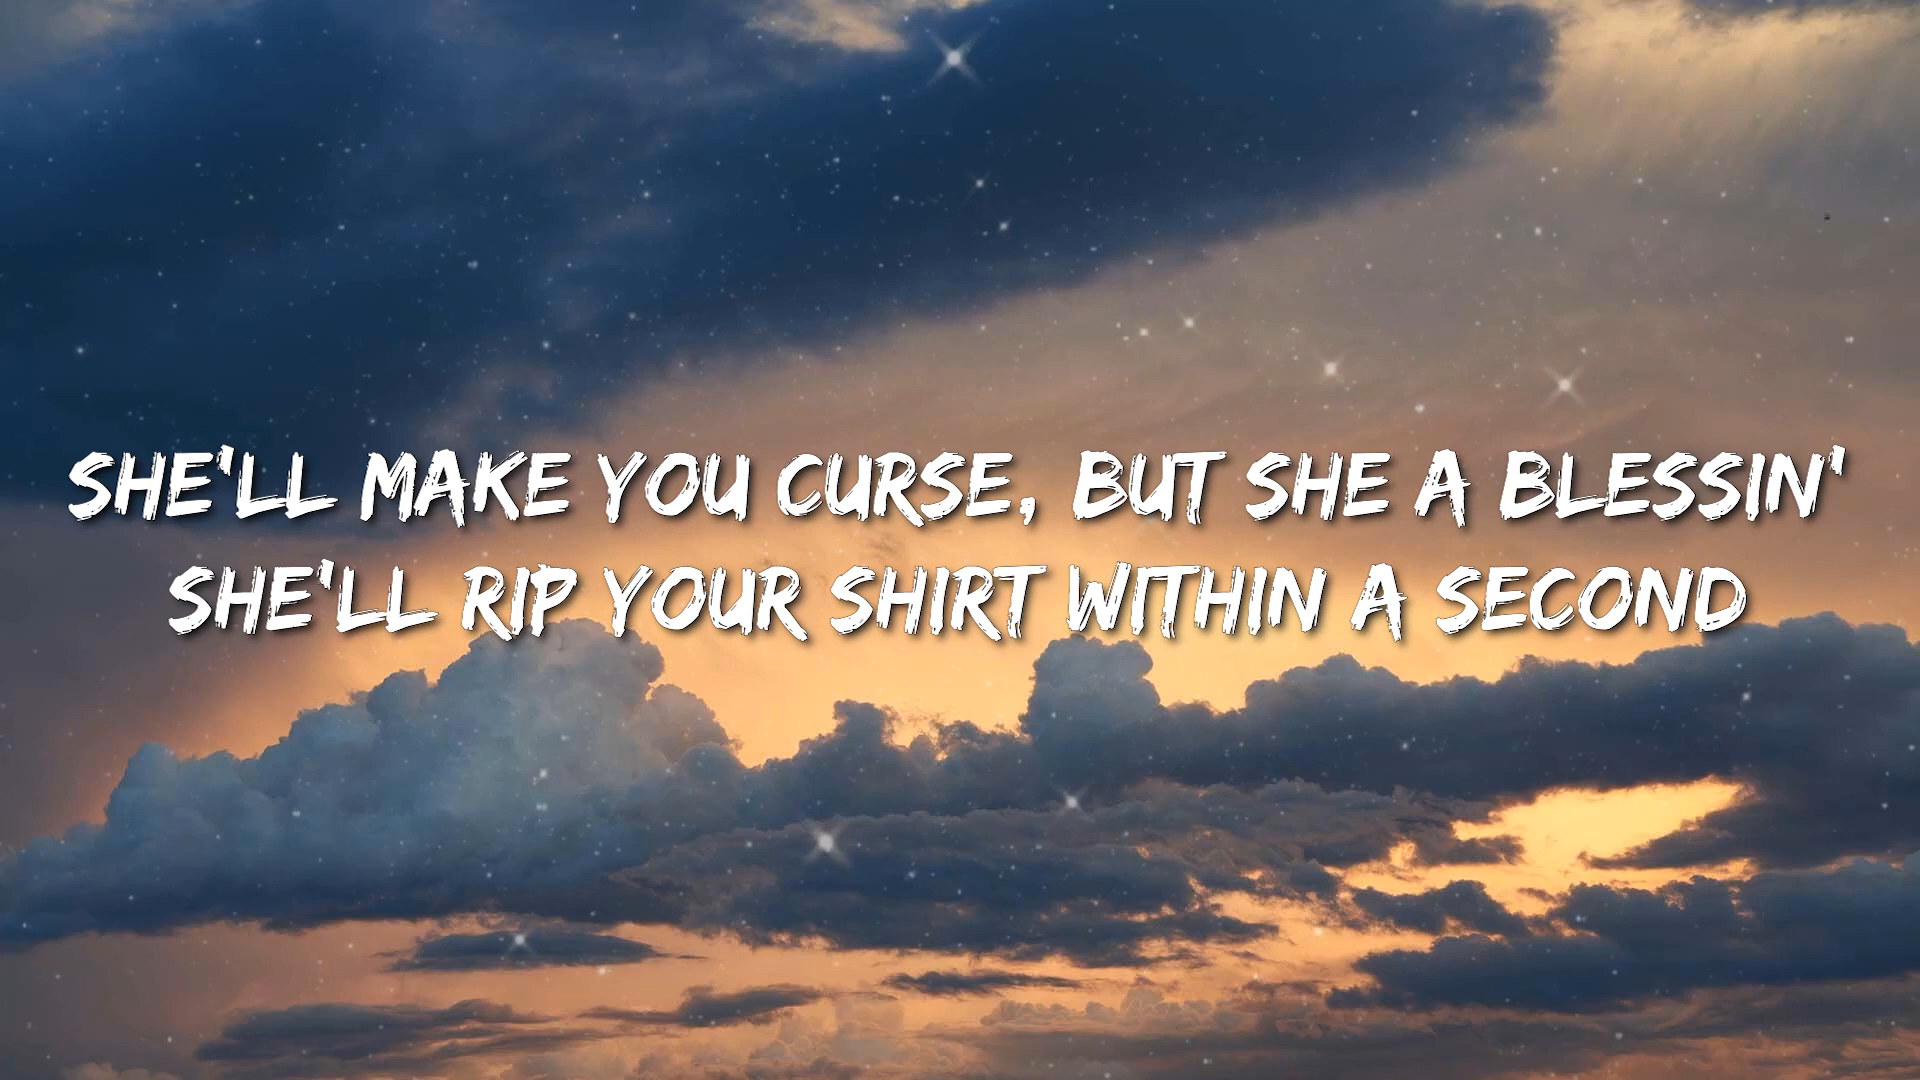 SHE'LL MAKE YOU CURSE, BUT SHE A BLESSIN'
SHE'LL RIP YOUR SHIRT WITHIN A SECOND